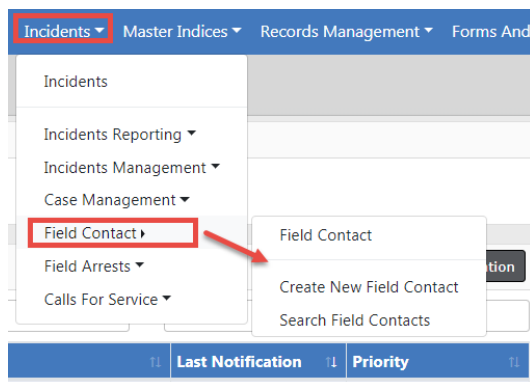 Incidents Master Indices Records Management Forms And
Incidents
Incidents Reporting
Incidents Management
Case Management
Field Contact
Field Contact
Field Arrests
tion
Create New Field Contact
Calls For Service
Search Field Contacts
Last Notification Priority